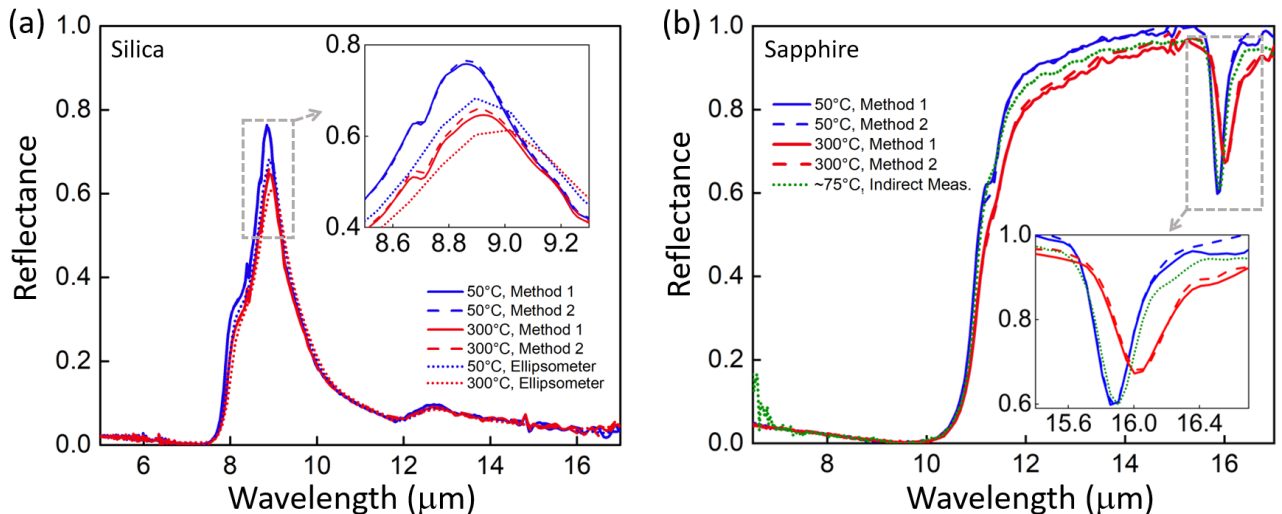 (a)
Silica
Reflectance
1.0
0.8
0.6
0.4
0.2
0.0
6
8
10
12
14
16
Wavelength (μm)
0.8
0.6
0.4
8.6
8.8
9.0
9.2
50°C, Method 1
50°C, Method 2
300°C, Method 1
300°C, Method 2
50°C, Ellipsometer
300°C, Ellipsometer
(b)
Sapphire
Reflectance
1.0
0.8
0.6
0.4
0.2
0.0
8
10
12
14
16
Wavelength (μm)
50°C, Method 1
50°C, Method 2
300°C, Method 1
300°C, Method 2
~75°C, Indirect Meas.
1.0
0.8
0.6
15.6
16.0
16.4